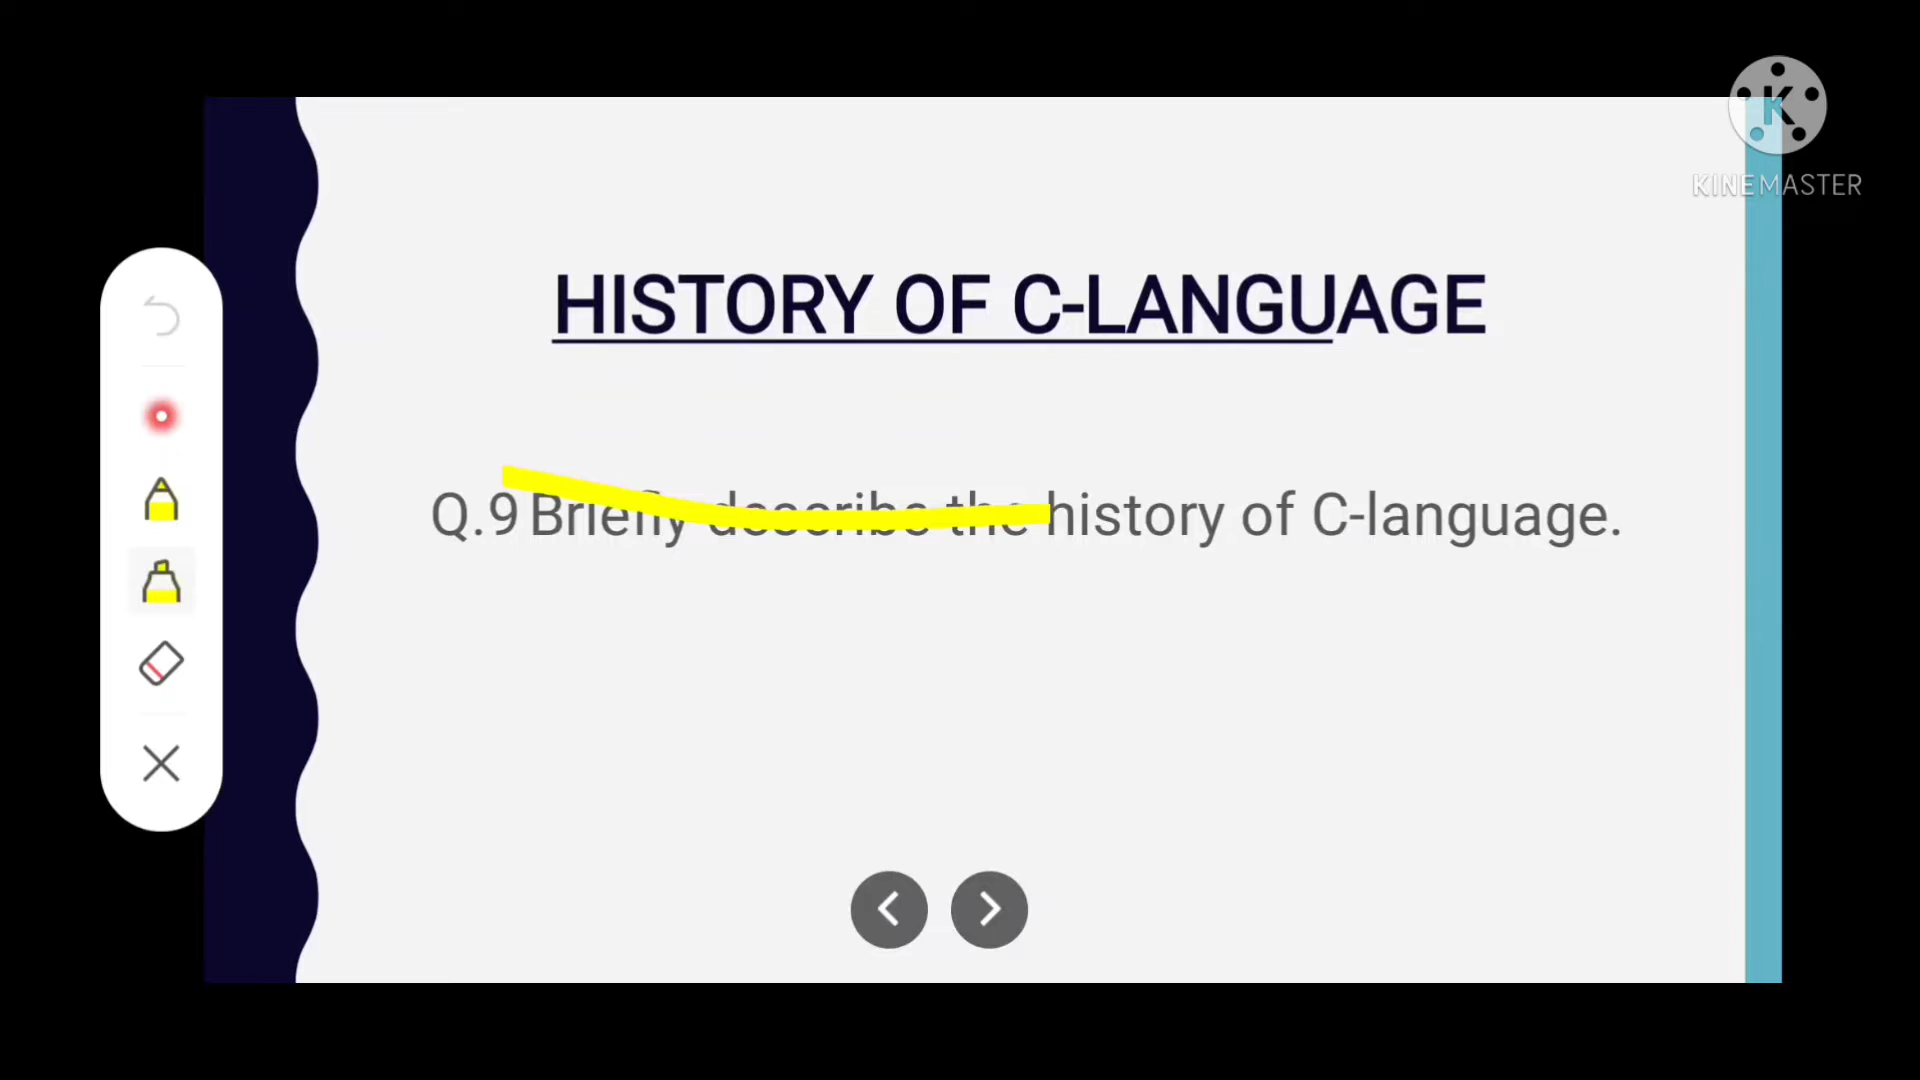 KINEMASTER
HISTORY OF C-LANGUAGE
Q.9 Briefly describe the history of C-language.